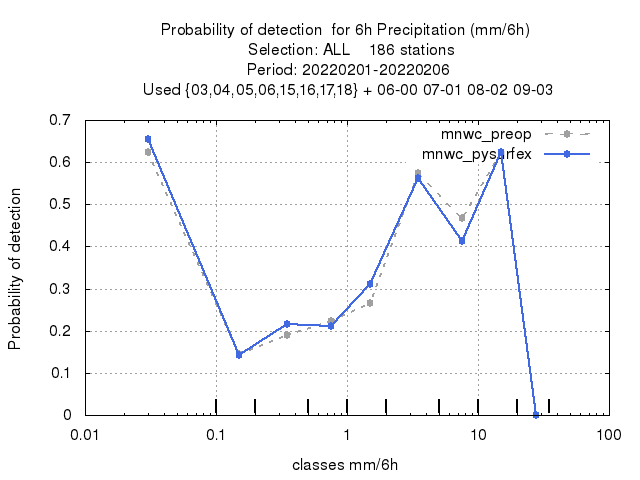 Probability of detection  for 6h Precipitation (mm/6h)
Selection: ALL    186 stations
Period: 20220201-20220206
Used {03,04,05,06,15,16,17,18} + 06-00 07-01 08-02 09-03
mnwc_preop
mnwc_pysurfex
Probability of detection
0.7
0.6
0.5
0.4
0.3
0.2
0.1
0
0.01
0.1
1
10
100
classes mm/6h